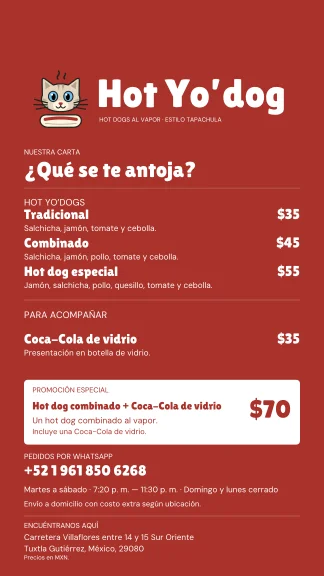 Hot Yo'dog
HOT DOGS AL VAPOR · ESTILO TAPACHULA
NUESTRA CARTA
¿Qué se te antoja?
HOT YO'DOGS
Tradicional $35
Salchicha, jamón, tomate y cebolla.
Combinado $45
Salchicha, jamón, pollo, tomate y cebolla.
Hot dog especial $55
Jamón, salchicha, pollo, quesillo, tomate y cebolla.
PARA ACOMPAÑAR
Coca-Cola de vidrio $35
Presentación en botella de vidrio.
PROMOCIÓN ESPECIAL
Hot dog combinado + Coca-Cola de vidrio $70
Un hot dog combinado al vapor.
Incluye una Coca-Cola de vidrio.
PEDIDOS POR WHATSAPP
+52 1 961 850 6268
Martes a sábado · 7:20 p. m. — 11:30 p. m. · Domingo y lunes cerrado
Envío a domicilio con costo extra según ubicación.
ENCUÉNTRANOS AQUÍ
Carretera Villaflores entre 14 y 15 Sur Oriente
Tuxtla Gutiérrez, México, 29080
Precios en MXN.